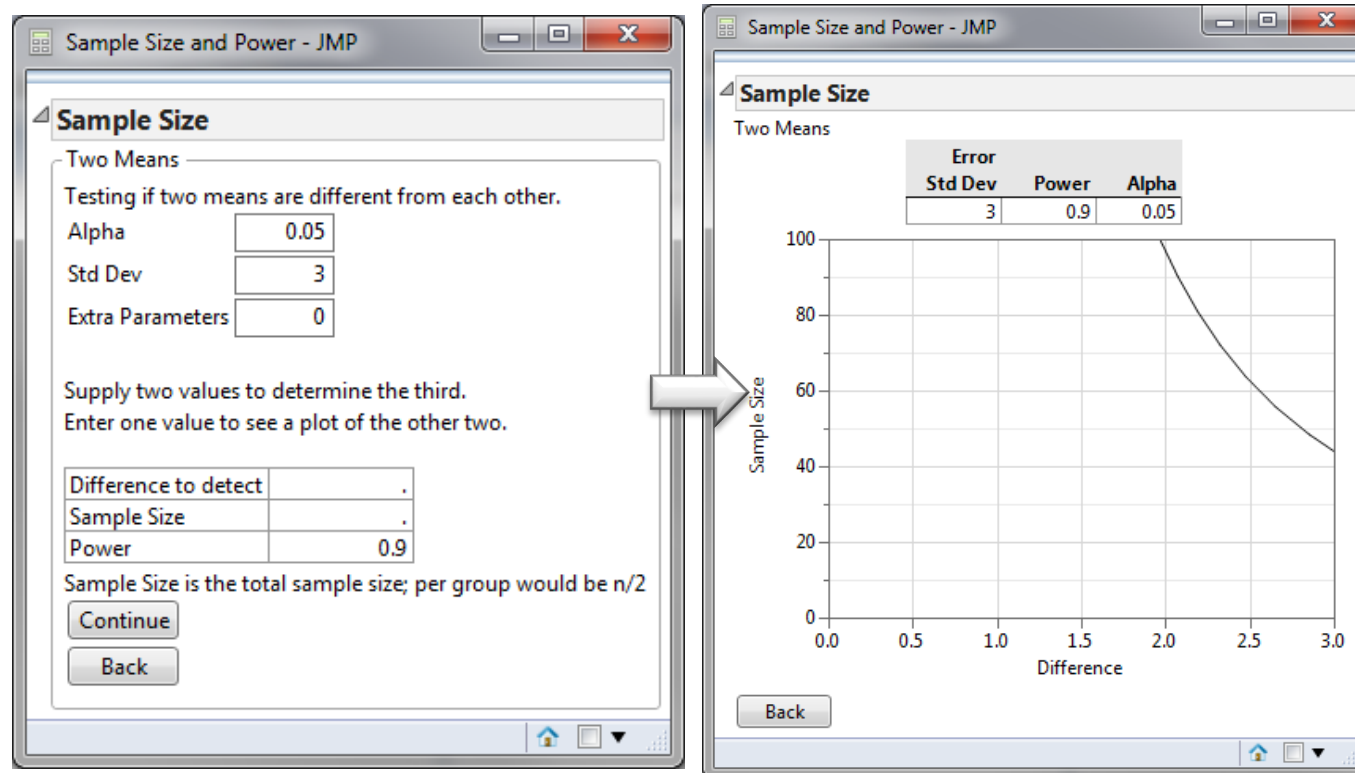 Sample Size and Power - JMP
Sample Size
Two Means
Testing if two means are different from each other.
Alpha 0.05
Std Dev 3
Extra Parameters 0
Supply two values to determine the third.
Enter one value to see a plot of the other two.
Difference to detect .
Sample Size .
Power 0.9
Sample Size is the total sample size; per group would be n/2
Continue
Back
Sample Size and Power - JMP
Sample Size
Two Means
Error
Std Dev Power Alpha
3 0.9 0.05
100
80
60
40
20
0
Sample Size
0.0 0.5 1.0 1.5 2.0 2.5 3.0
Difference
Back